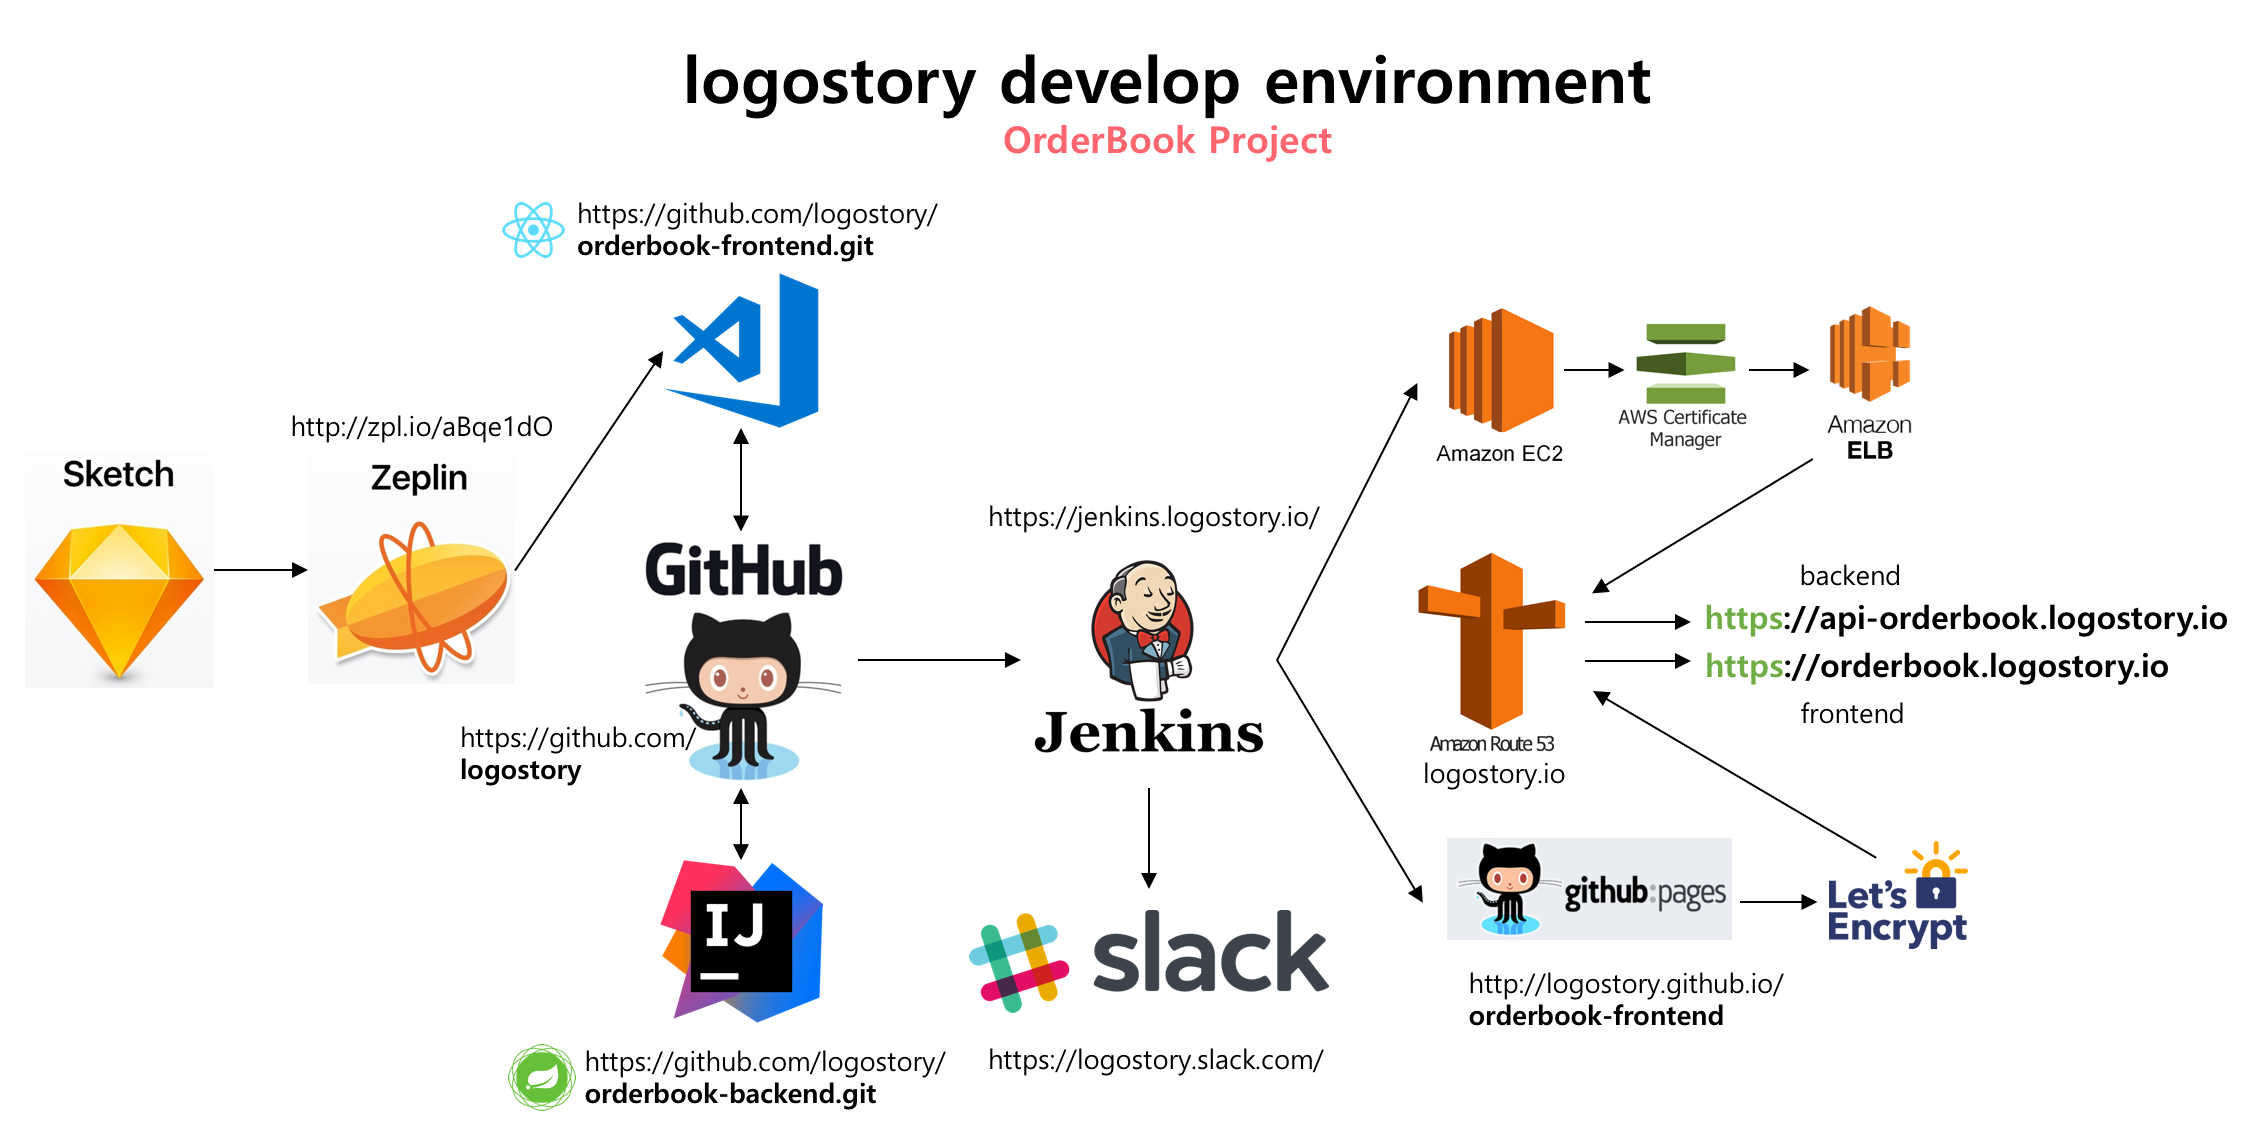 logostory develop environment
OrderBook Project
https://github.com/logostory/
orderbook-frontend.git
http://zpl.io/aBqe1dO
Sketch
Zeplin
GitHub
https://github.com/
logostory
IJ
https://github.com/logostory/
orderbook-backend.git
https://jenkins.logostory.io/
Jenkins
slack
https://logostory.slack.com/
Amazon EC2
AWS Certificate
Manager
Amazon
ELB
Amazon Route 53
logostory.io
backend
https://api-orderbook.logostory.io
https://orderbook.logostory.io
frontend
github:pages
http://logostory.github.io/
orderbook-frontend
Let's
Encrypt